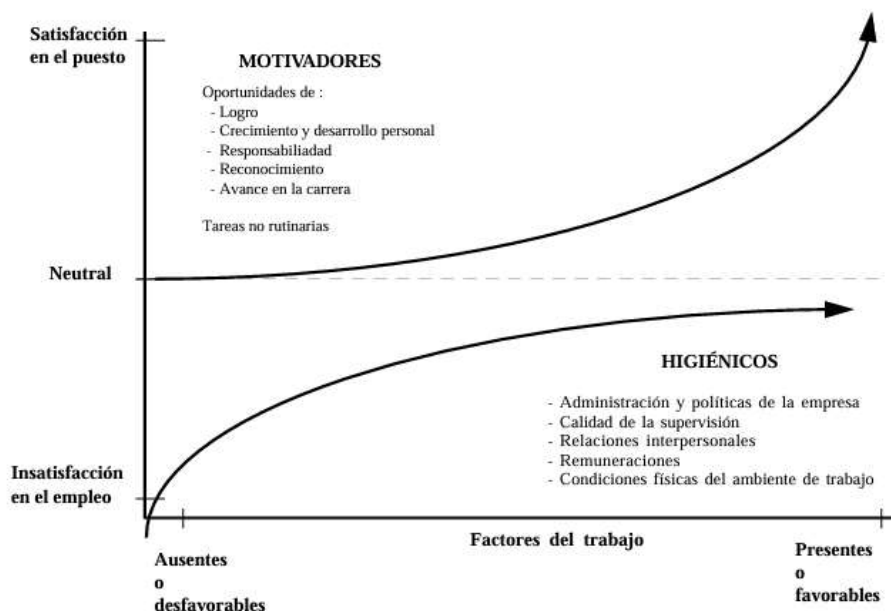 Satisfacción
en el puesto
MOTIVADORES
Oportunidades de :
- Logro
- Crecimiento y desarrollo personal
- Responsabiliadad
- Reconocimiento
- Avance en la carrera
Tareas no rutinarias
Neutral
HIGIÉNICOS
- Administración y políticas de la empresa
- Calidad de la supervisión
- Relaciones interpersonales
- Remuneraciones
- Condiciones físicas del ambiente de trabajo
Insatisfacción
en el empleo
Factores del trabajo
Ausentes
o
desfavorables
Presentes
o
favorables